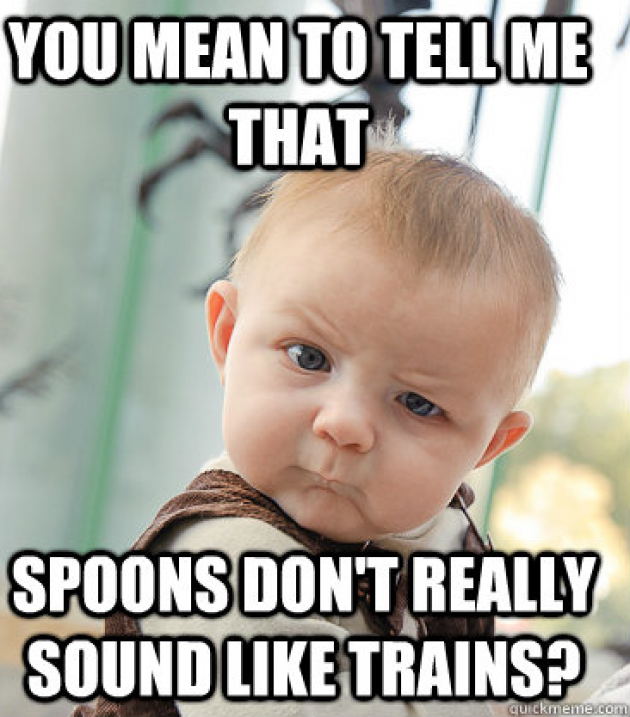 YOU MEAN TO TELL ME
THAT
SPOONS DON'T REALLY
SOUND LIKE TRAINS?
quickmeme.com